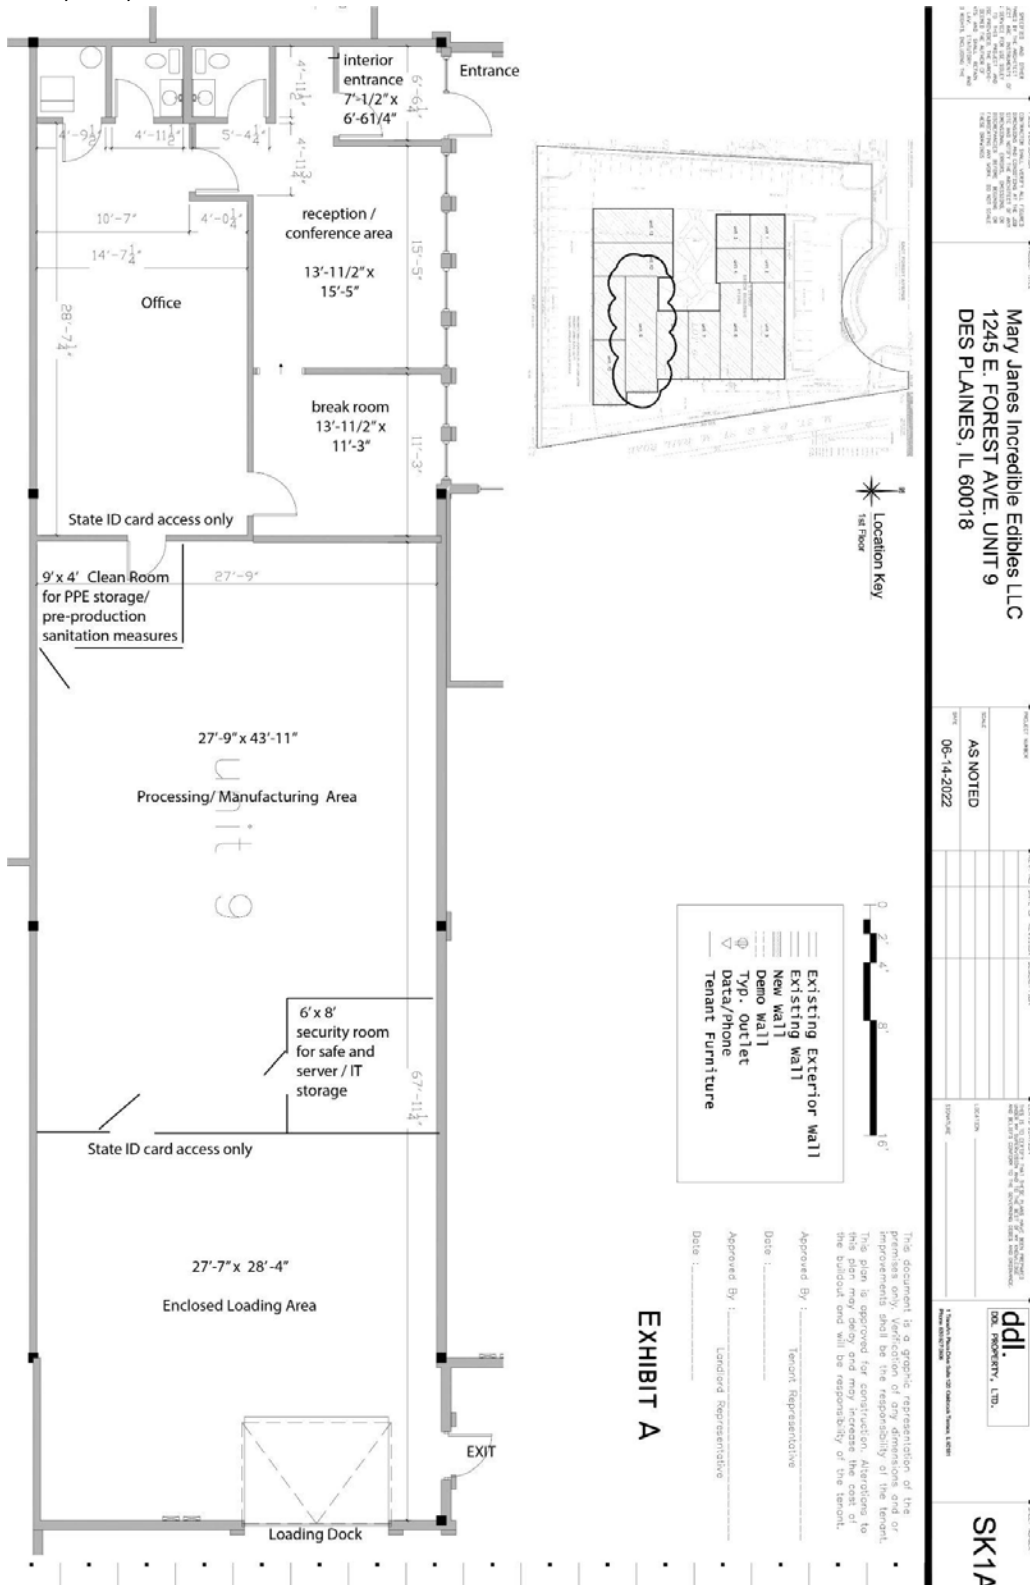 interior
entrance
7'-1/2" x
6'-61/4"
Entrance
4'-11 1/2"
6'-6 1/4"
4'-9 1/2"
4'-11 1/2"
5'-4 1/4"
4'-11 3/4"
10'-7"
4'-0 1/4"
14'-7 1/4"
reception /
conference area
13'-11/2" x
15'-5"
15'-5"
Office
28'-7 1/4"
break room
13'-11/2" x
11'-3"
11'-3"
State ID card access only
9' x 4' Clean Room
for PPE storage/
pre-production
sanitation measures
27'-9"
27'-9" x 43'-11"
unit 9
Processing/ Manufacturing Area
6' x 8'
security room
for safe and
server / IT
storage
67'-11 1/4"
State ID card access only
27'-7" x 28'-4"
Enclosed Loading Area
EXIT
Loading Dock
Location Key
1st Floor
0 2' 4' 8' 16'
Existing Exterior Wall
Existing Wall
New Wall
Demo Wall
Typ. Outlet
Data/Phone
Tenant Furniture
This document is a graphic representation of the
premises only. Verification of any dimensions and or
improvements shall be the responsibility of the tenant.
This plan is approved for construction. Alterations to
this plan may delay and may increase the cost of
the buildout and will be responsibility of the tenant.
Approved By :
Tenant Representative
Date :
Approved By :
Landlord Representative
Date :
EXHIBIT A
Mary Janes Incredible Edibles LLC
1245 E. FOREST AVE. UNIT 9
DES PLAINES, IL 60018
PROJECT NUMBER
SCALE
AS NOTED
DATE
06-14-2022
LOCATION
SIGNATURE
ddl.
DDL PROPERTY, LTD.
SK1A